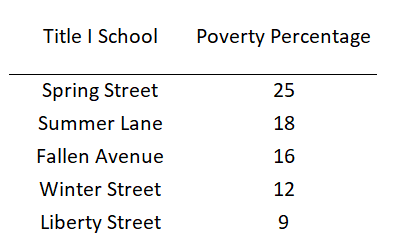 Title I School Poverty Percentage
Spring Street 25
Summer Lane 18
Fallen Avenue 16
Winter Street 12
Liberty Street 9